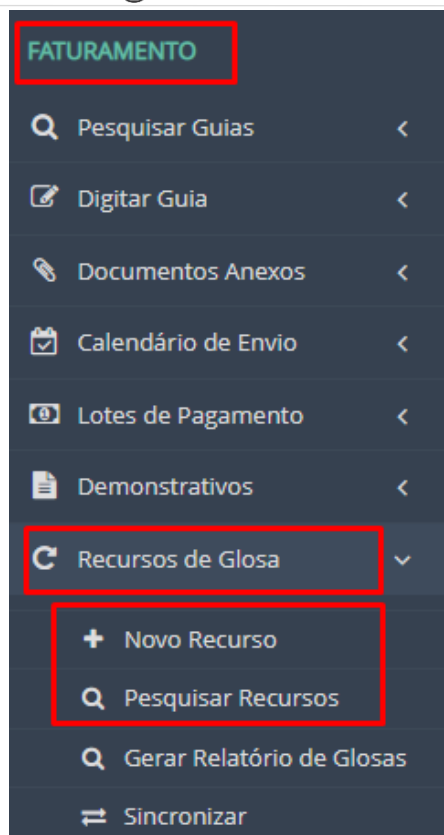 FATURAMENTO
Pesquisar Guias
Digitar Guia
Documentos Anexos
Calendário de Envio
Lotes de Pagamento
Demonstrativos
Recursos de Glosa
Novo Recurso
Pesquisar Recursos
Gerar Relatório de Glosas
Sincronizar